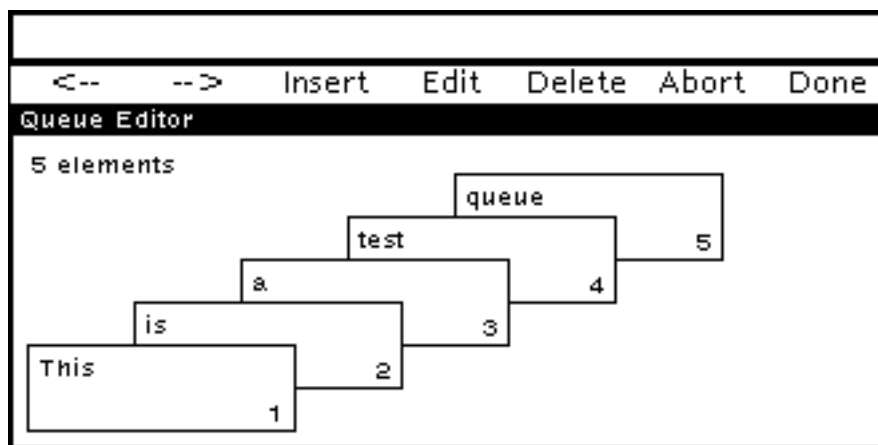 <-- --> Insert Edit Delete Abort Done
Queue Editor
5 elements
queue
5
test
4
a
3
is
2
This
1